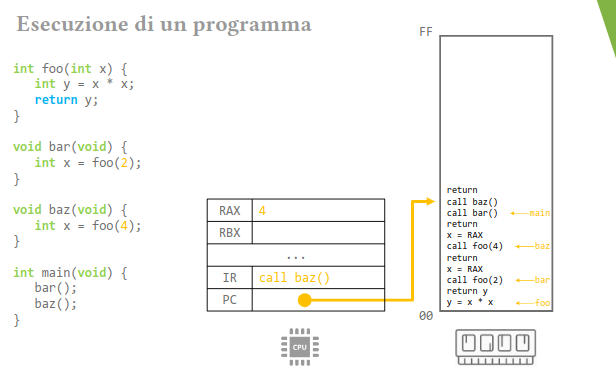 Esecuzione di un programma
int foo(int x) {
int y = x * x;
return y;
}
void bar(void) {
int x = foo(2);
}
void baz(void) {
int x = foo(4);
}
int main(void) {
bar();
baz();
}
RAX 4
RBX
...
IR call baz()
PC
CPU
FF
return
call baz()
call bar() main
return
x = RAX
call foo(4) baz
return
x = RAX
call foo(2) bar
return y
y = x * x foo
00